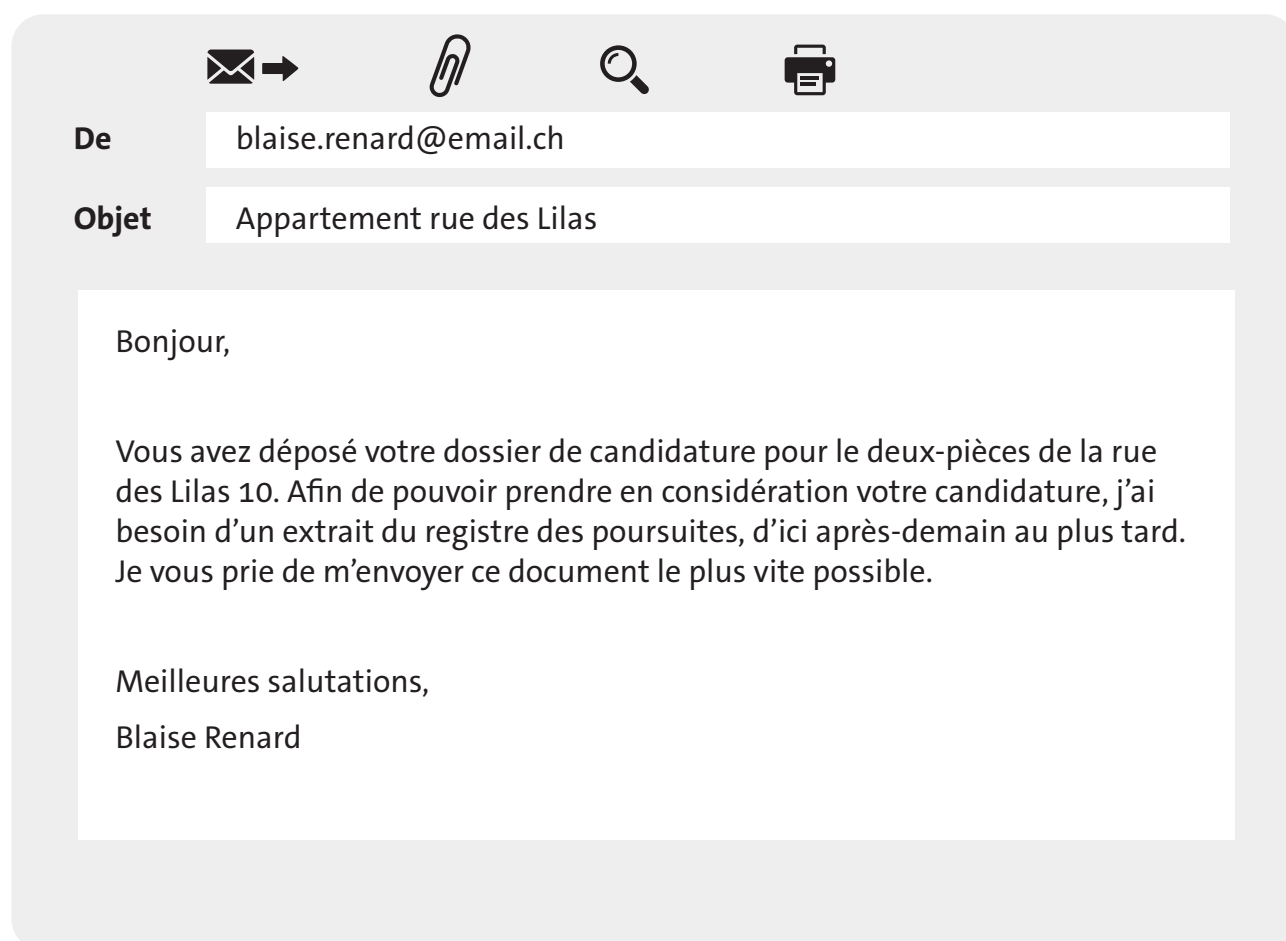 De blaise.renard@email.ch
Objet Appartement rue des Lilas
Bonjour,
Vous avez déposé votre dossier de candidature pour le deux-pièces de la rue
des Lilas 10. Afin de pouvoir prendre en considération votre candidature, j’ai
besoin d’un extrait du registre des poursuites, d’ici après-demain au plus tard.
Je vous prie de m’envoyer ce document le plus vite possible.
Meilleures salutations,
Blaise Renard